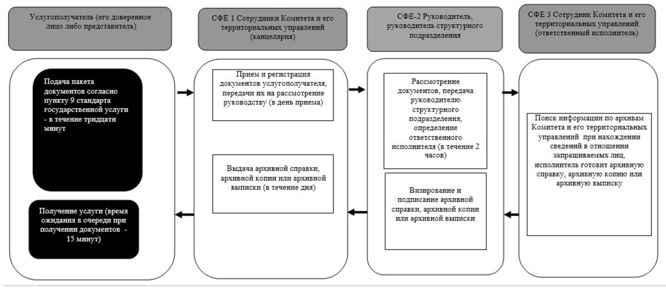 Услугополучатель (его доверенное
лицо либо представитель)
СФЕ 1 Сотрудники Комитета и его
территориальных управлений
(канцелярия)
СФЕ-2 Руководитель,
руководитель структурного
подразделения
СФЕ 3 Сотрудник Комитета и его
территориальных управлений
(ответственный исполнитель)
Подача пакета
документов согласно
пункту 9 стандарта
государственной услуги
- в течение тридцати
минут
Прием и регистрация
документов услугополучателя,
передачи их на рассмотрение
руководству (в день приема)
Рассмотрение
документов, передача
руководителю
структурного
подразделения,
определение
ответственного
исполнителя (в течение 2
часов)
Поиск информации по архивам
Комитета и его территориальных
управлений при нахождении
сведений в отношении
запрашиваемых лиц,
исполнитель готовит архивную
справку, архивную копию или
архивную выписку
Выдача архивной справки,
архивной копии или архивной
выписки (в течение дня)
Визирование и
подписание архивной
справки, архивной копии
или архивной выписки
Получение услуги (время
ожидания в очереди при
получении документов -
15 минут)